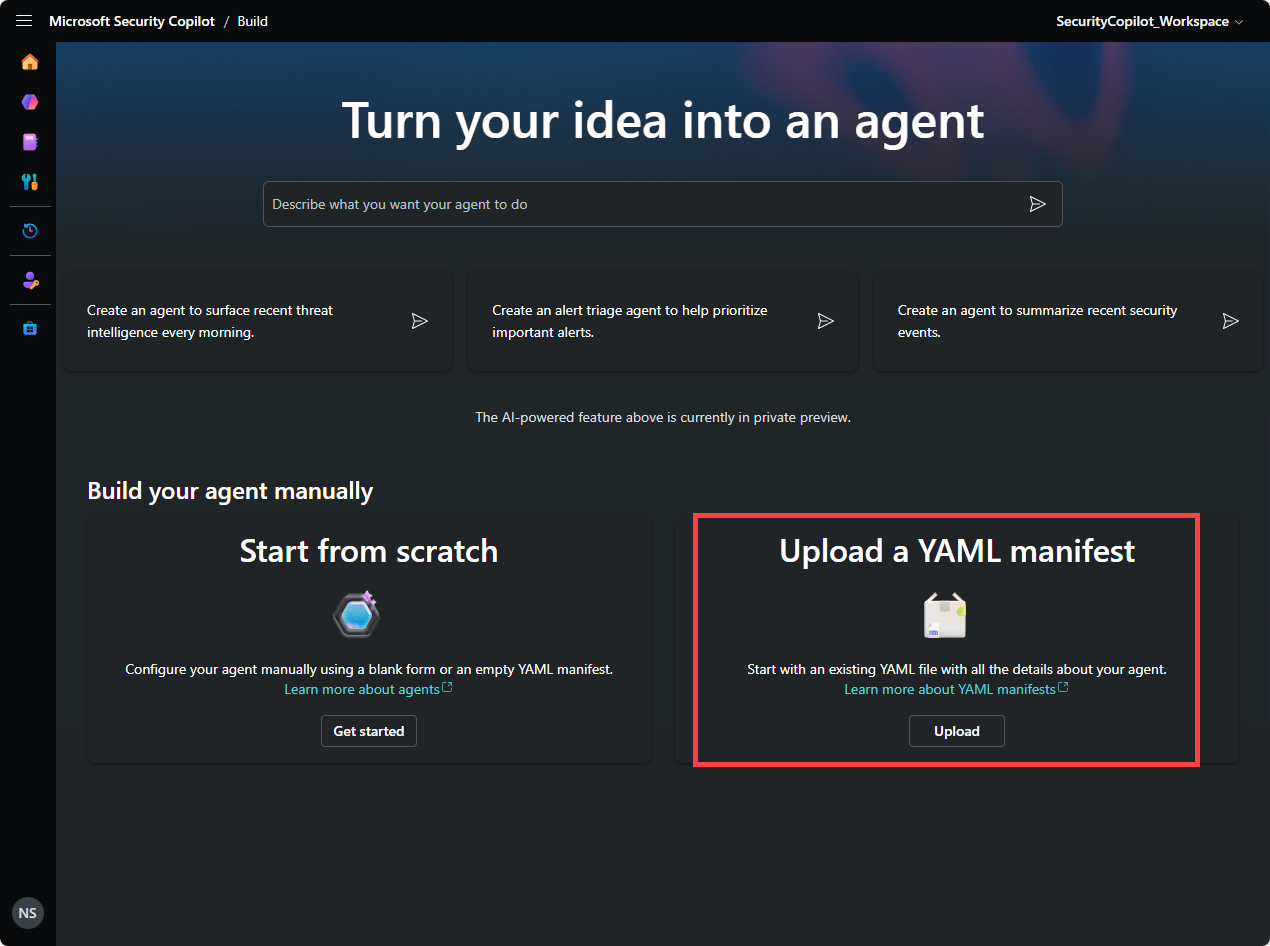 Microsoft Security Copilot / Build
SecurityCopilot_Workspace
Turn your idea into an agent
Describe what you want your agent to do
Create an agent to surface recent threat
intelligence every morning.
Create an alert triage agent to help prioritize
important alerts.
Create an agent to summarize recent security
events.
The AI-powered feature above is currently in private preview.
Build your agent manually
Start from scratch
Configure your agent manually using a blank form or an empty YAML manifest.
Learn more about agents
Get started
Upload a YAML manifest
Start with an existing YAML file with all the details about your agent.
Learn more about YAML manifests
Upload
NS